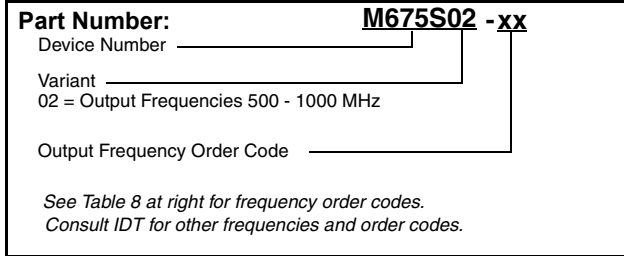 Part Number: M675S02 - xx
Device Number
Variant
02 = Output Frequencies 500 - 1000 MHz
Output Frequency Order Code
See Table 8 at right for frequency order codes.
Consult IDT for other frequencies and order codes.